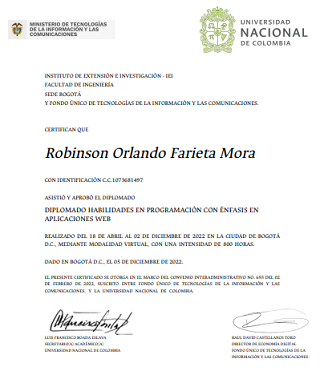 MINISTERIO DE TECNOLOGÍAS
DE LA INFORMACIÓN Y LAS
COMUNICACIONES
UNIVERSIDAD
NACIONAL
DE COLOMBIA
INSTITUTO DE EXTENSIÓN E INVESTIGACIÓN - IEI
FACULTAD DE INGENIERÍA
SEDE BOGOTÁ
Y FONDO ÚNICO DE TECNOLOGÍAS DE LA INFORMACIÓN Y LAS COMUNICACIONES.
CERTIFICAN QUE
Robinson Orlando Farieta Mora
CON IDENTIFICACIÓN C.C.1073681497
ASISTIÓ Y APROBÓ EL DIPLOMADO
DIPLOMADO HABILIDADES EN PROGRAMACIÓN CON ÉNFASIS EN
APLICACIONES WEB
REALIZADO DEL 18 DE ABRIL AL 02 DE DICIEMBRE DE 2022 EN LA CIUDAD DE BOGOTÁ
D.C., MEDIANTE MODALIDAD VIRTUAL, CON UNA INTENSIDAD DE 800 HORAS.
DADO EN BOGOTÁ D.C., EL 05 DE DICIEMBRE DE 2022.
EL PRESENTE CERTIFICADO SE OTORGA EN EL MARCO DEL CONVENIO INTERADMINISTRATIVO NO. 693 DEL 02
DE FEBRERO DE 2022, SUSCRITO ENTRE FONDO ÚNICO DE TECNOLOGÍAS DE LA INFORMACIÓN Y LAS
COMUNICACIONES Y LA UNIVERSIDAD NACIONAL DE COLOMBIA.
LUIS FRANCISCO BOADA ESLAVA
SECRETARIO(A) ACADÉMICO(A)
UNIVERSIDAD NACIONAL DE COLOMBIA
RAÚL DAVID CASTELLANOS TORO
DIRECTOR DE ECONOMÍA DIGITAL
FONDO ÚNICO DE TECNOLOGÍAS DE LA
INFORMACIÓN Y LAS COMUNICACIONES